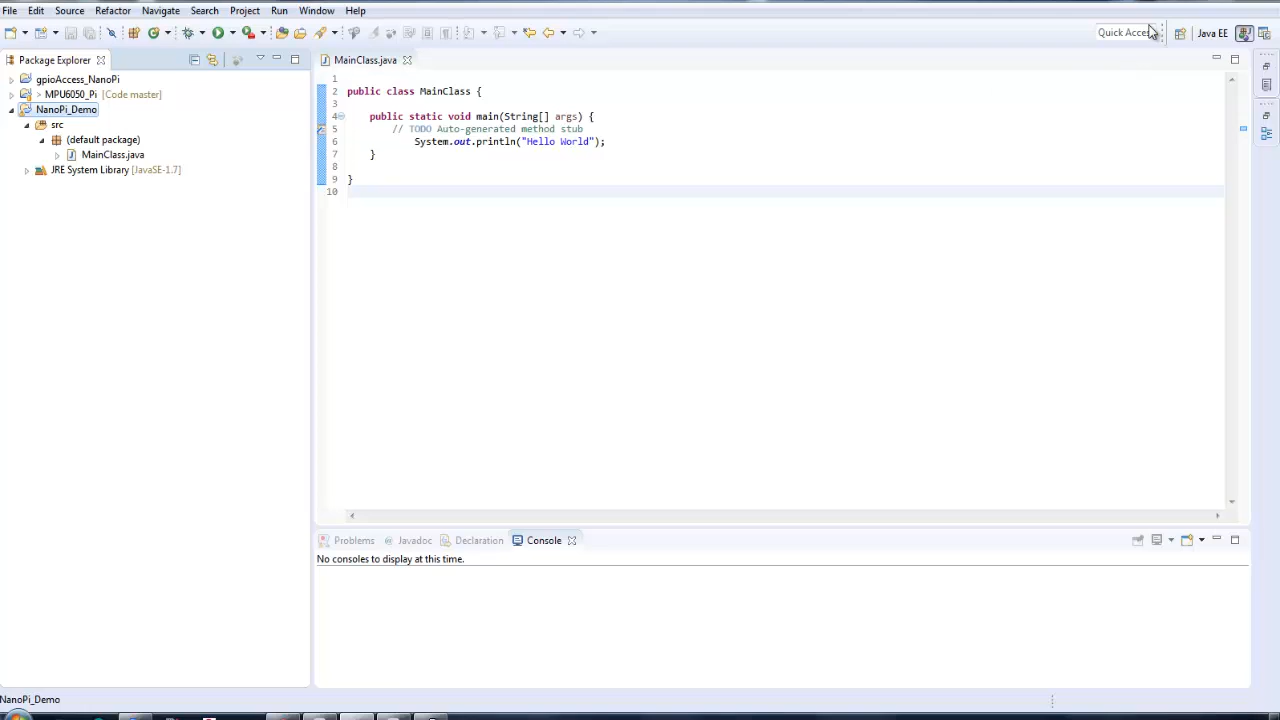 File Edit Source Refactor Navigate Search Project Run Window Help
Quick Access
Java EE
Package Explorer
gpioAccess_NanoPi
> MPU6050_Pi [Code master]
NanoPi_Demo
src
(default package)
MainClass.java
JRE System Library [JavaSE-1.7]
MainClass.java
1
2 public class MainClass {
3
4 public static void main(String[] args) {
5 // TODO Auto-generated method stub
6 System.out.println("Hello World");
7 }
8
9 }
10
Problems Javadoc Declaration Console
No consoles to display at this time.
NanoPi_Demo